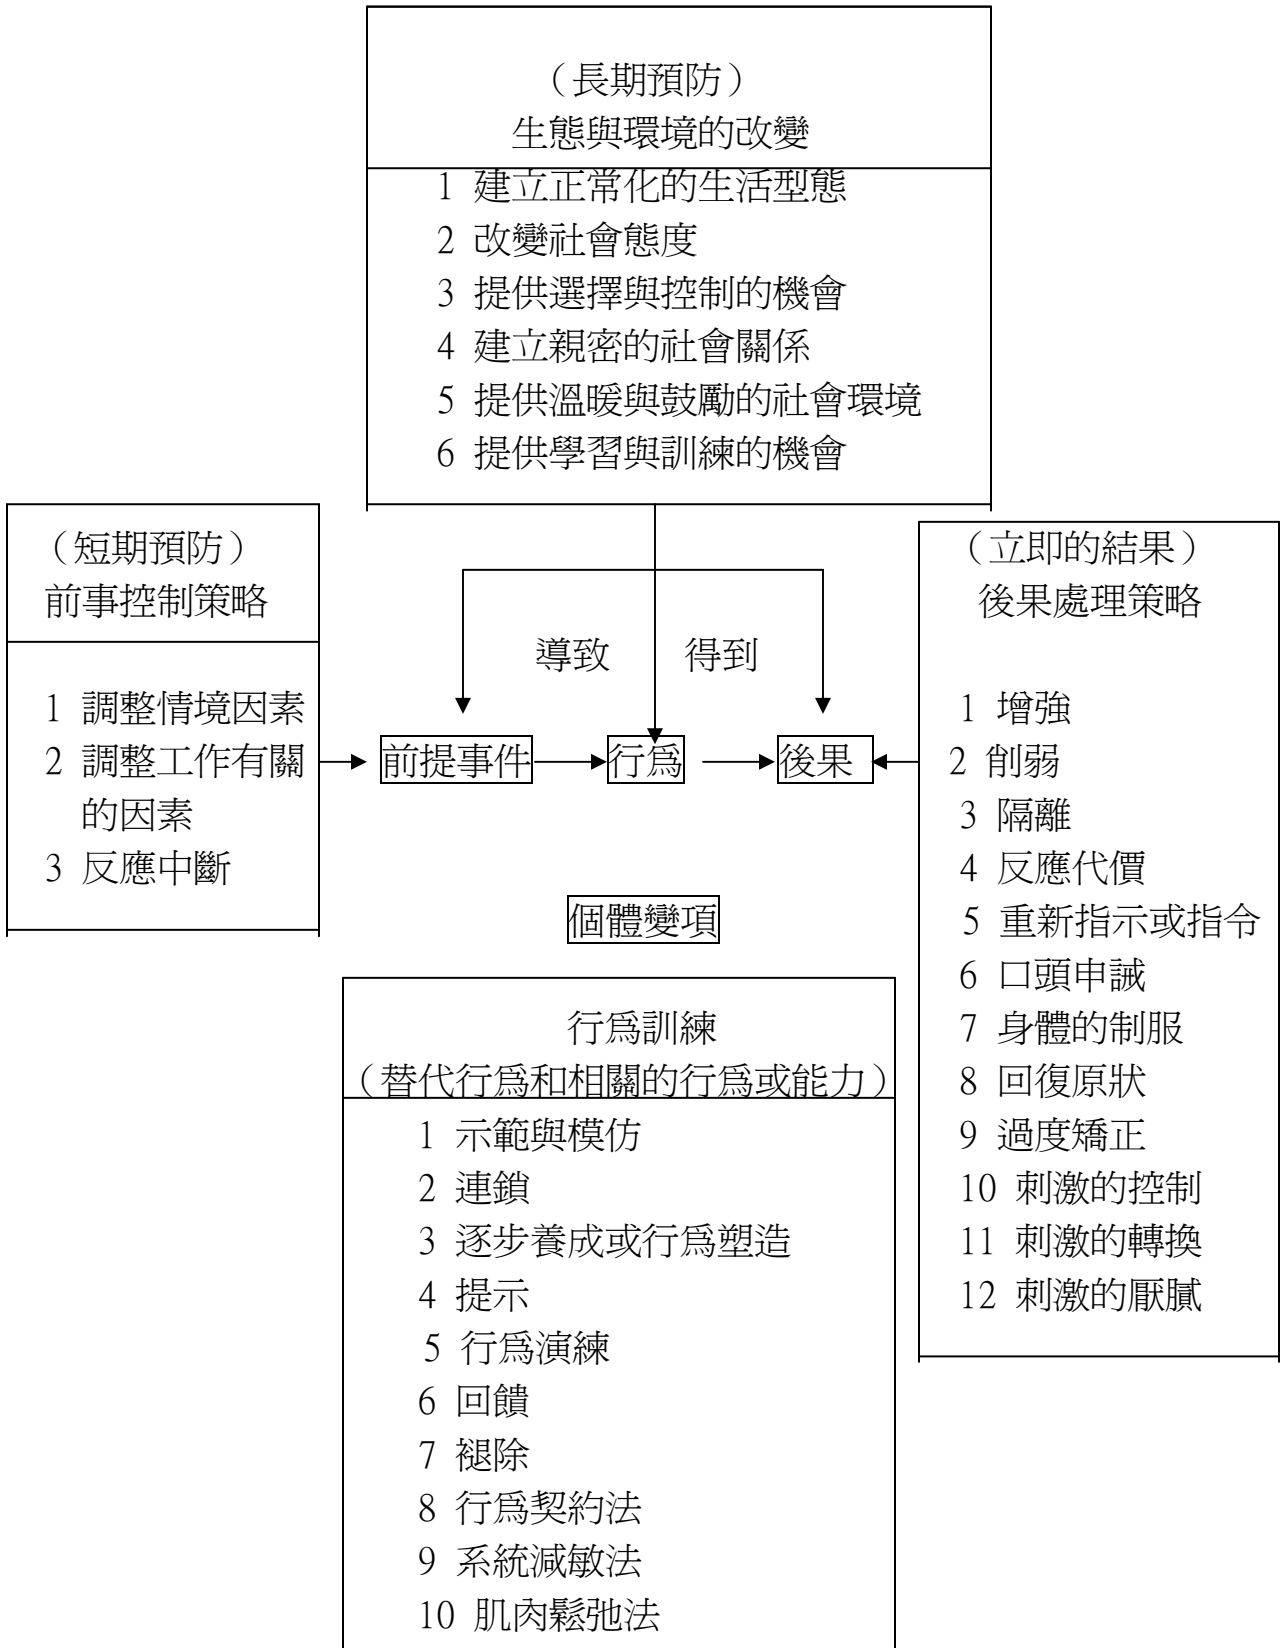 （長期預防）
生態與環境的改變
1 建立正常化的生活型態
2 改變社會態度
3 提供選擇與控制的機會
4 建立親密的社會關係
5 提供溫暖與鼓勵的社會環境
6 提供學習與訓練的機會
（短期預防）
前事控制策略
1 調整情境因素
2 調整工作有關
的因素
3 反應中斷
導致
得到
前提事件
行爲
後果
個體變項
（立即的結果）
後果處理策略
1 增強
2 削弱
3 隔離
4 反應代價
5 重新指示或指令
6 口頭申誡
7 身體的制服
8 回復原狀
9 過度矯正
10 刺激的控制
11 刺激的轉換
12 刺激的厭膩
行爲訓練
（替代行爲和相關的行爲或能力）
1 示範與模仿
2 連鎖
3 逐步養成或行爲塑造
4 提示
5 行爲演練
6 回饋
7 褪除
8 行爲契約法
9 系統減敏法
10 肌肉鬆弛法